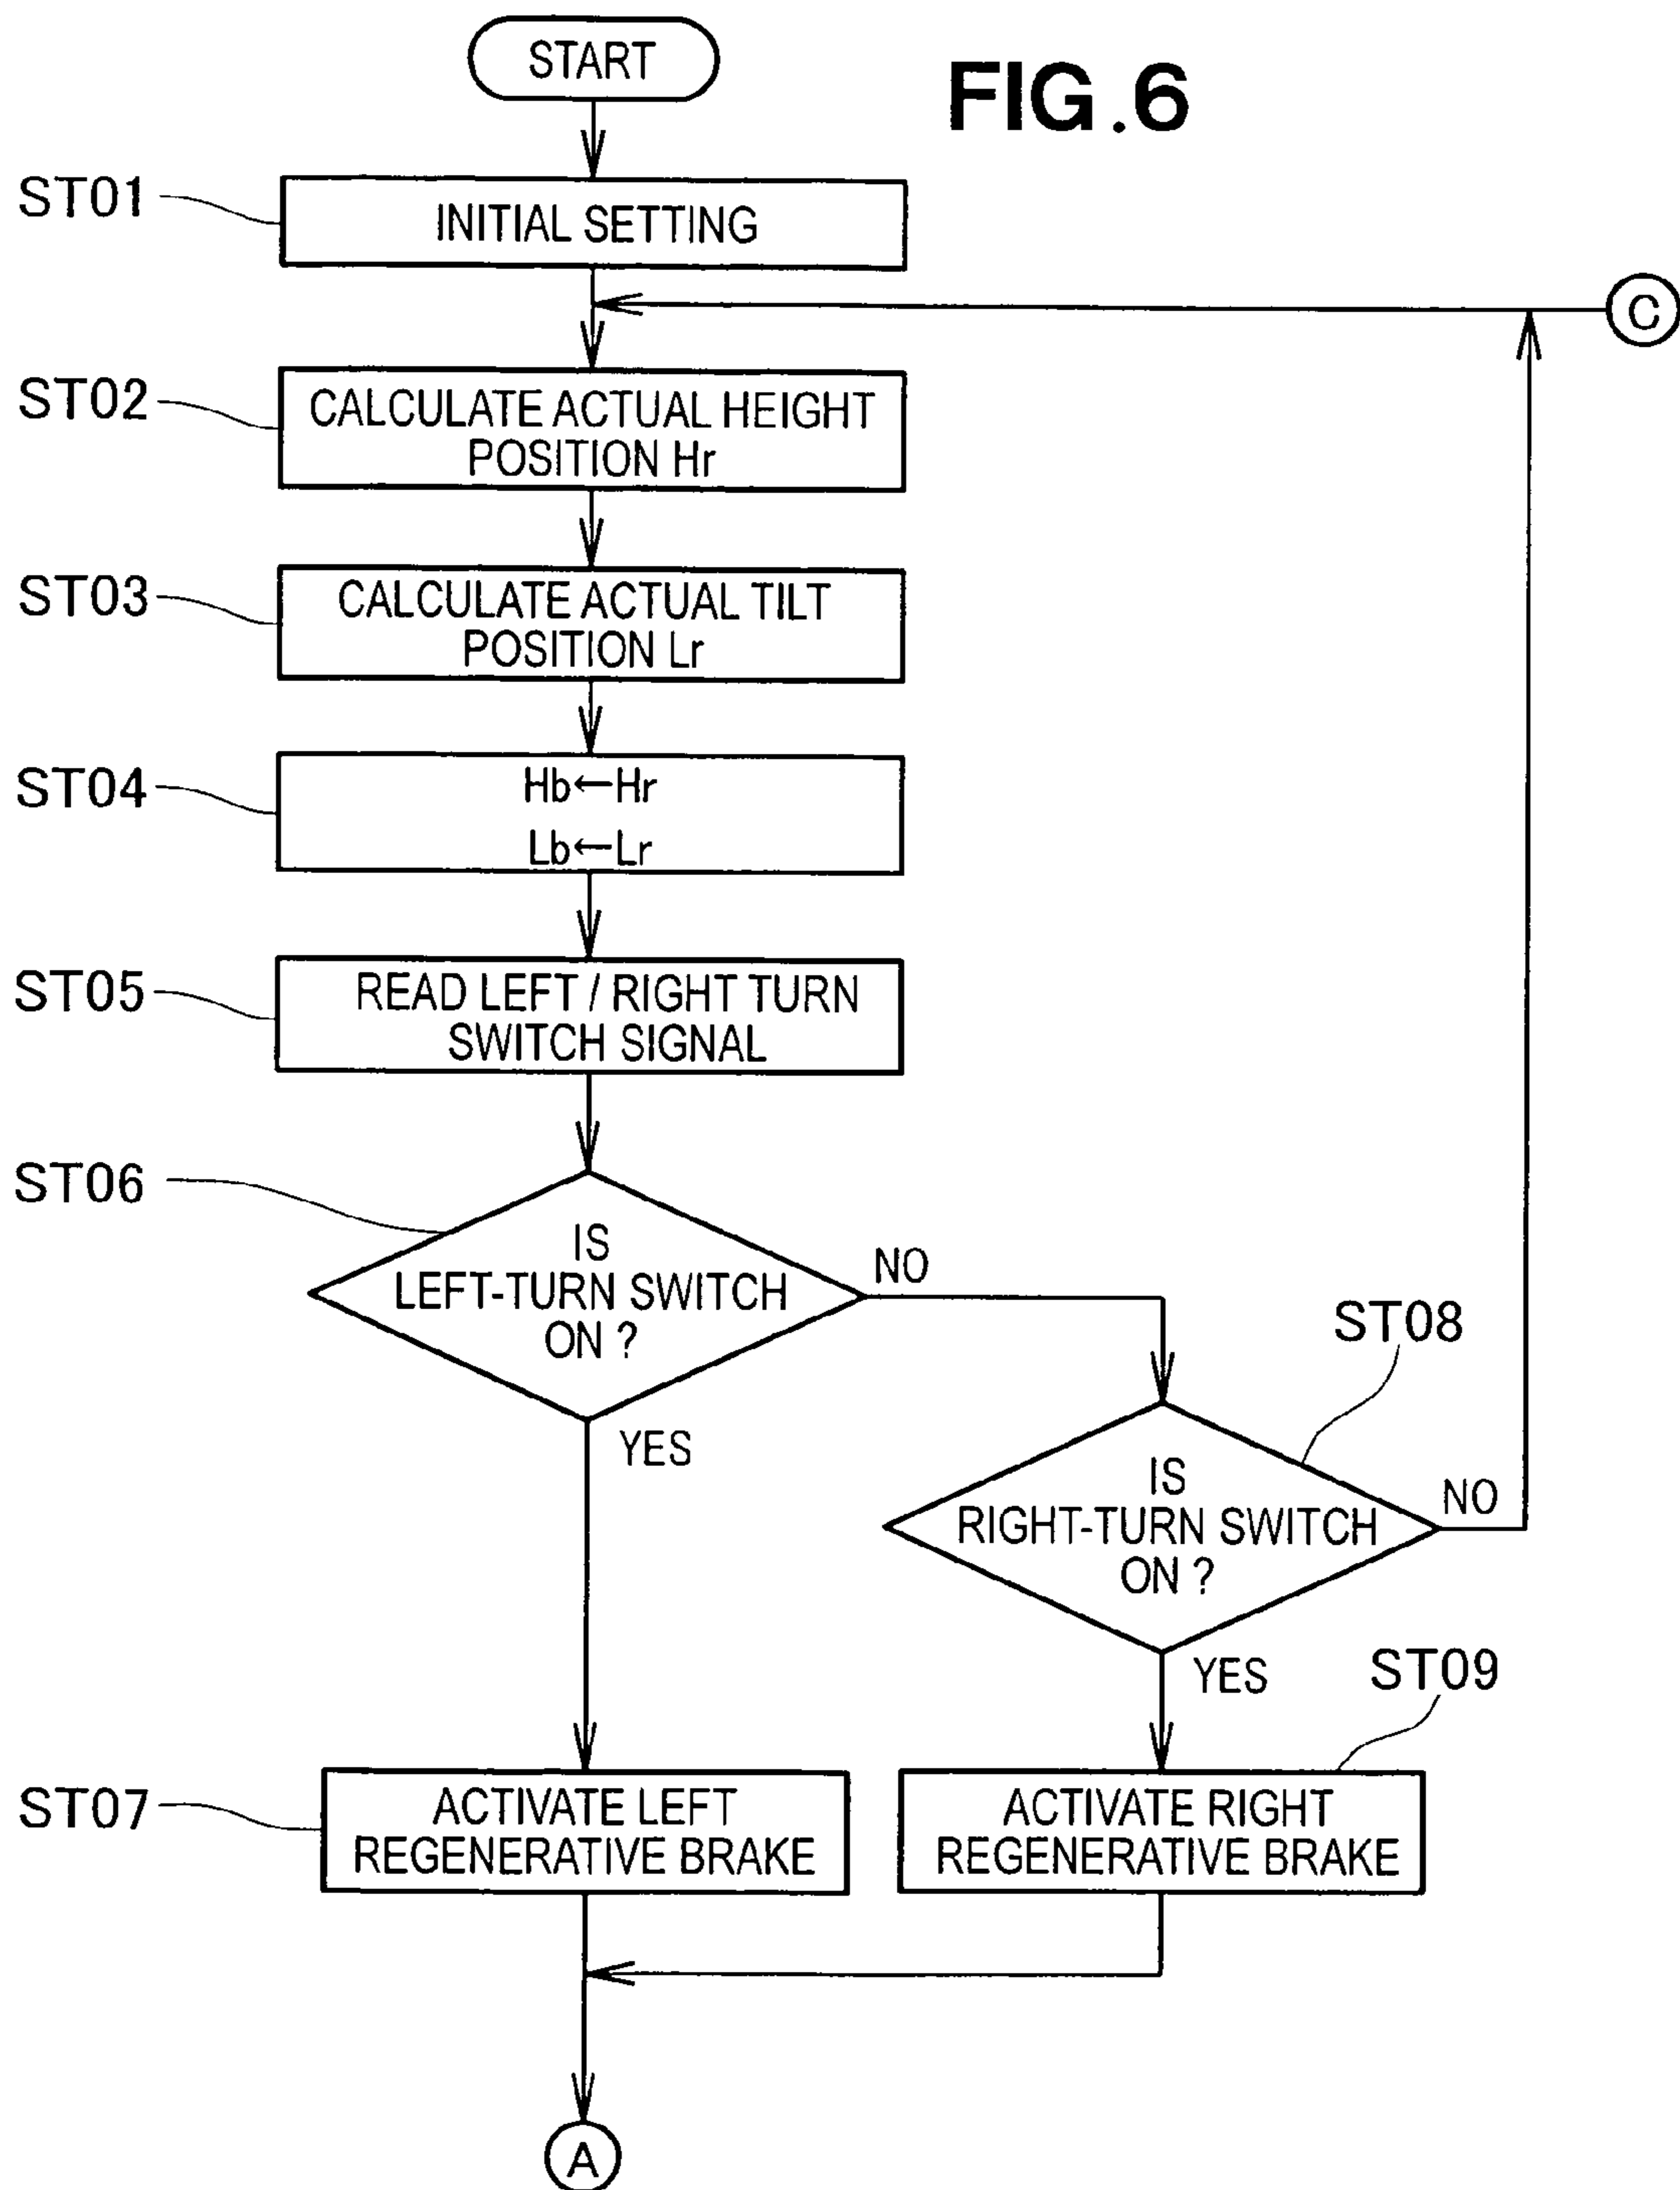 START
FIG.6
ST01
INITIAL SETTING
C
ST02
CALCULATE ACTUAL HEIGHT
POSITION Hr
ST03
CALCULATE ACTUAL TILT
POSITION Lr
ST04
Hb←Hr
Lb←Lr
ST05
READ LEFT / RIGHT TURN
SWITCH SIGNAL
ST06
IS
LEFT-TURN SWITCH
ON ?
NO
YES
ST08
IS
RIGHT-TURN SWITCH
ON ?
NO
YES
ST07
ACTIVATE LEFT
REGENERATIVE BRAKE
ST09
ACTIVATE RIGHT
REGENERATIVE BRAKE
A